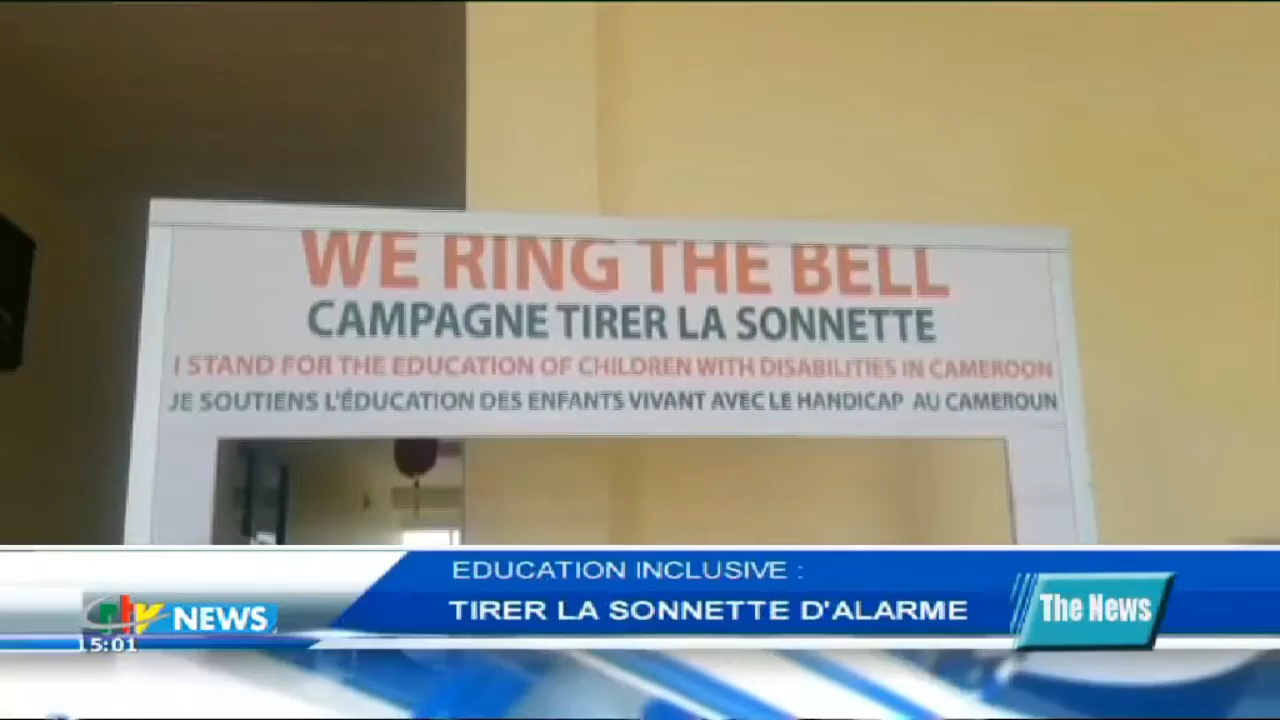 WE RING THE BELL
CAMPAGNE TIRER LA SONNETTE
I STAND FOR THE EDUCATION OF CHILDREN WITH DISABILITIES IN CAMEROON
JE SOUTIENS L'ÉDUCATION DES ENFANTS VIVANT AVEC LE HANDICAP AU CAMEROUN
EDUCATION INCLUSIVE :
TIRER LA SONNETTE D'ALARME
The News
crtv NEWS
15:01